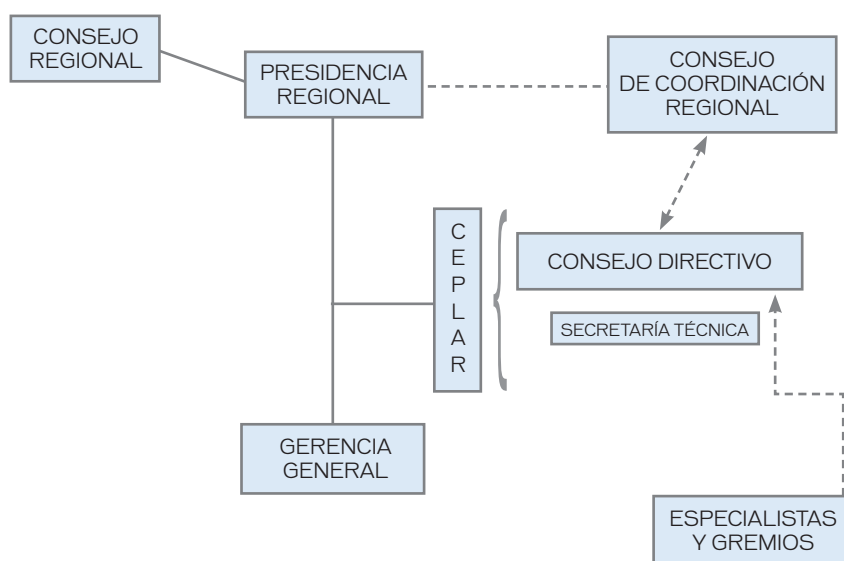 CONSEJO
REGIONAL
PRESIDENCIA
REGIONAL
CONSEJO
DE COORDINACIÓN
REGIONAL
C
E
P
L
A
R
CONSEJO DIRECTIVO
SECRETARÍA TÉCNICA
GERENCIA
GENERAL
ESPECIALISTAS
Y GREMIOS